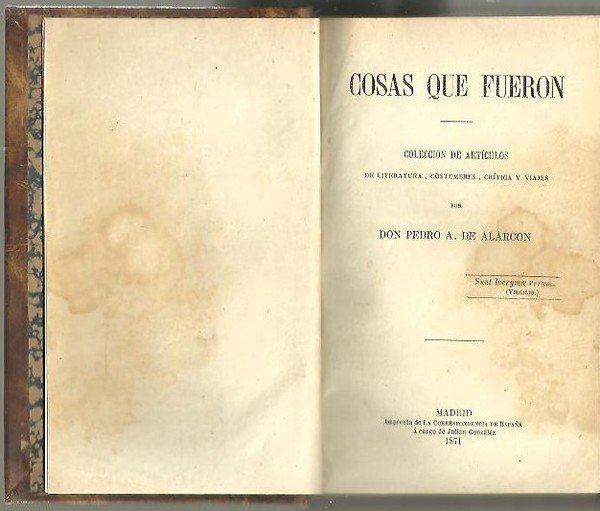 COSAS QUE FUERON
COLECCION DE ARTÍCULOS
DE LITERATURA, COSTUMBRES, CRÍTICA Y VIAJES
POR
DON PEDRO A. DE ALARCON
Sunt lacrymæ rerum.
(VIRGILIO.)
MADRID
Imprenta de LA CORRESPONDENCIA DE ESPAÑA
á cargo de Julian Gonzalez
1871